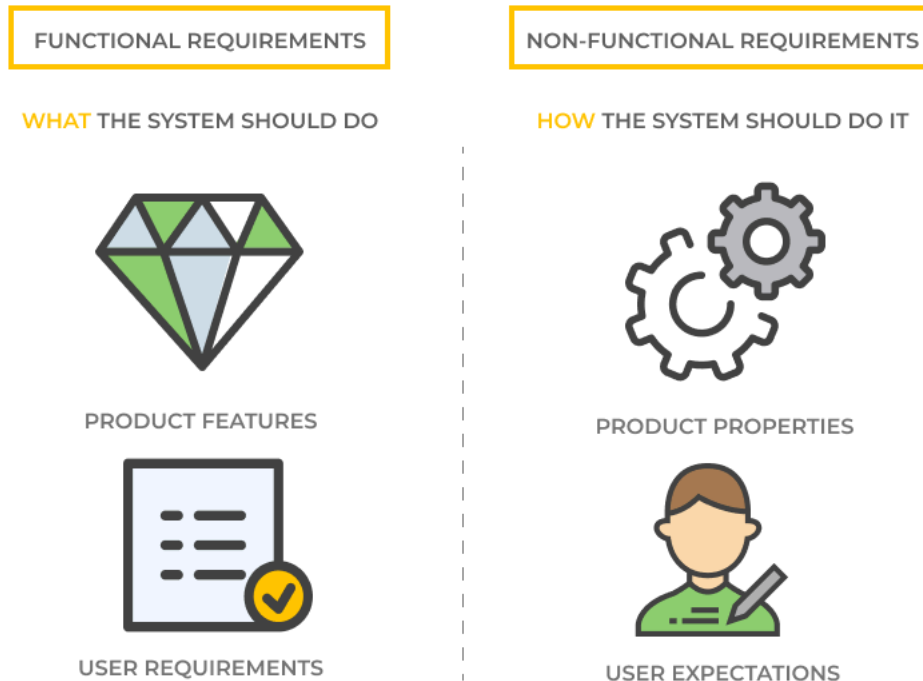 FUNCTIONAL REQUIREMENTS
WHAT THE SYSTEM SHOULD DO
PRODUCT FEATURES
USER REQUIREMENTS
NON-FUNCTIONAL REQUIREMENTS
HOW THE SYSTEM SHOULD DO IT
PRODUCT PROPERTIES
USER EXPECTATIONS